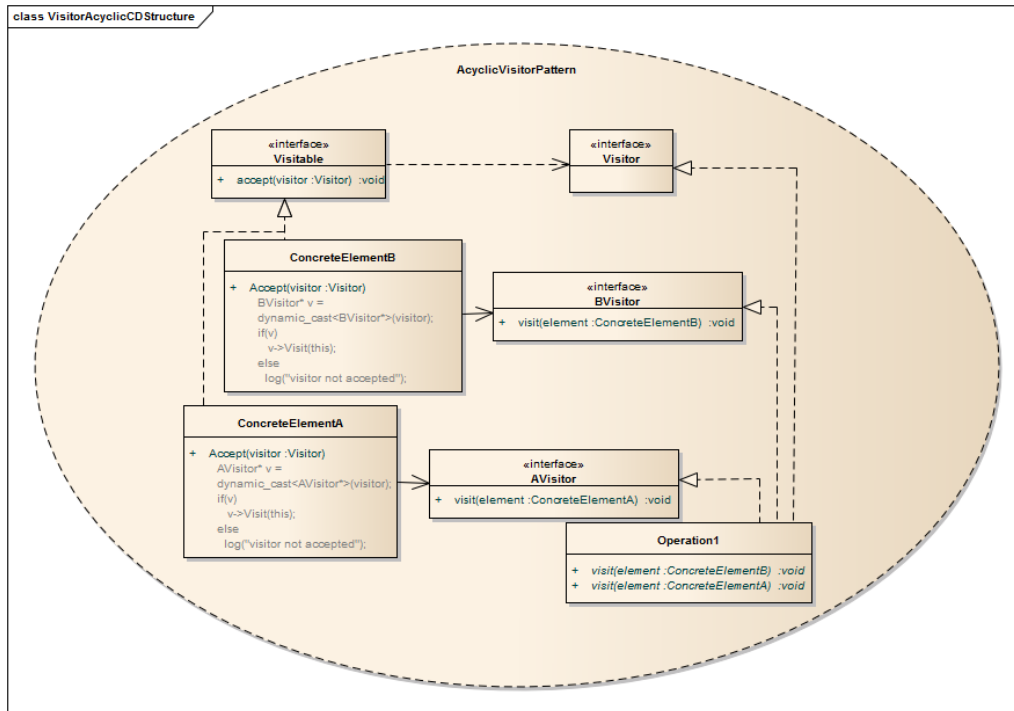 class VisitorAcyclicCDStructure
AcyclicVisitorPattern
«interface»
Visitable
+ accept(visitor :Visitor) :void
«interface»
Visitor
ConcreteElementB
+ Accept(visitor :Visitor)
BVisitor* v =
dynamic_cast<BVisitor*>(visitor);
if(v)
v->Visit(this);
else
log("visitor not accepted");
«interface»
BVisitor
+ visit(element :ConcreteElementB) :void
ConcreteElementA
+ Accept(visitor :Visitor)
AVisitor* v =
dynamic_cast<AVisitor*>(visitor);
if(v)
v->Visit(this);
else
log("visitor not accepted");
«interface»
AVisitor
+ visit(element :ConcreteElementA) :void
Operation1
+ visit(element :ConcreteElementB) :void
+ visit(element :ConcreteElementA) :void